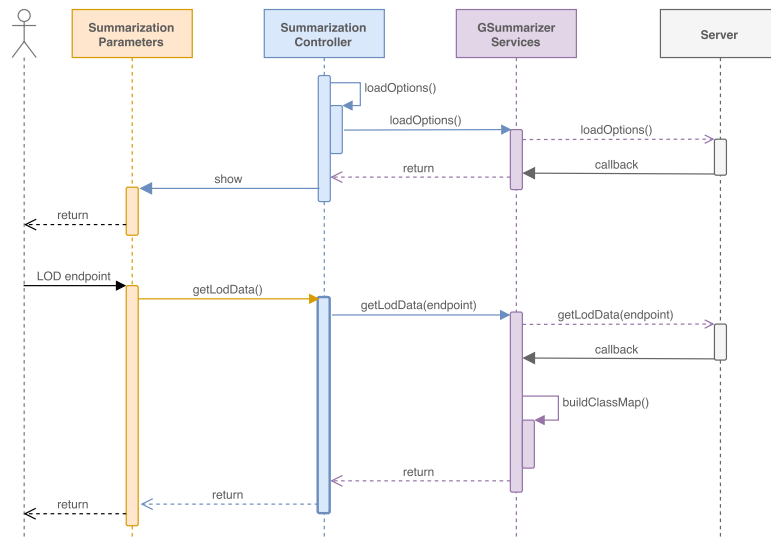 Summarization
Parameters
Summarization
Controller
GSummarizer
Services
Server
loadOptions()
loadOptions()
loadOptions()
callback
return
show
return
LOD endpoint
getLodData()
getLodData(endpoint)
getLodData(endpoint)
callback
buildClassMap()
return
return
return